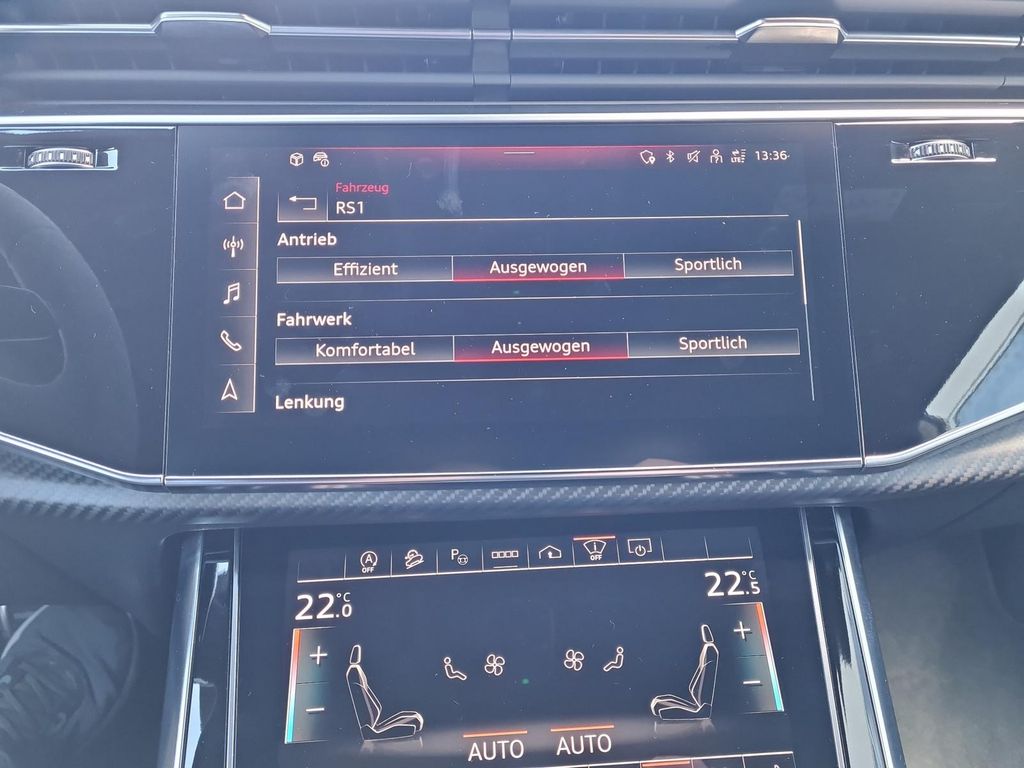 LTE 13:36
Fahrzeug
RS1
Antrieb
Effizient Ausgewogen Sportlich
Fahrwerk
Komfortabel Ausgewogen Sportlich
Lenkung
A OFF P OFF
22.0 °C 22.5 °C
+ +
- -
AUTO AUTO